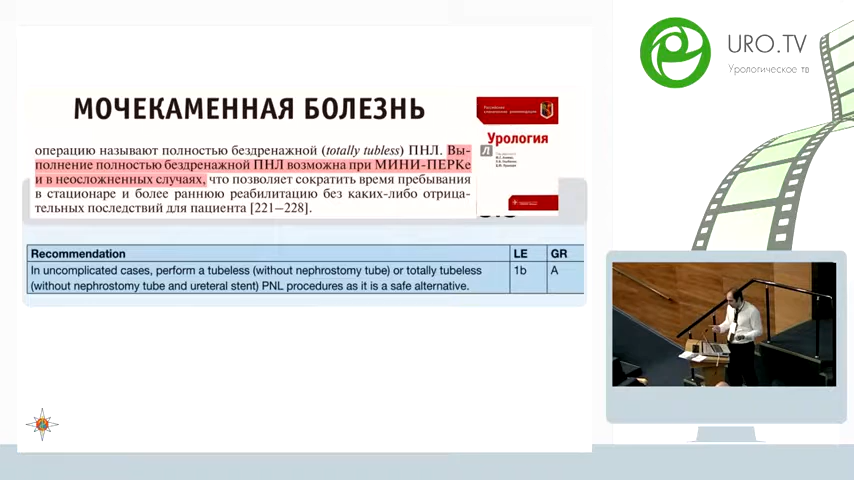 URO.TV
Урологическое тв
МОЧЕКАМЕННАЯ БОЛЕЗНЬ
операцию называют полностью бездренажной (totally tubless) ПНЛ. Вы-
полнение полностью бездренажной ПНЛ возможна при МИНИ-ПЕРКе
и в неосложненных случаях, что позволяет сократить время пребывания
в стационаре и более раннюю реабилитацию без каких-либо отрица-
тельных последствий для пациента [221–228].
Российские
клинические рекомендации
Урология
Recommendation LE GR
In uncomplicated cases, perform a tubeless (without nephrostomy tube) or totally tubeless 1b A
(without nephrostomy tube and ureteral stent) PNL procedures as it is a safe alternative.